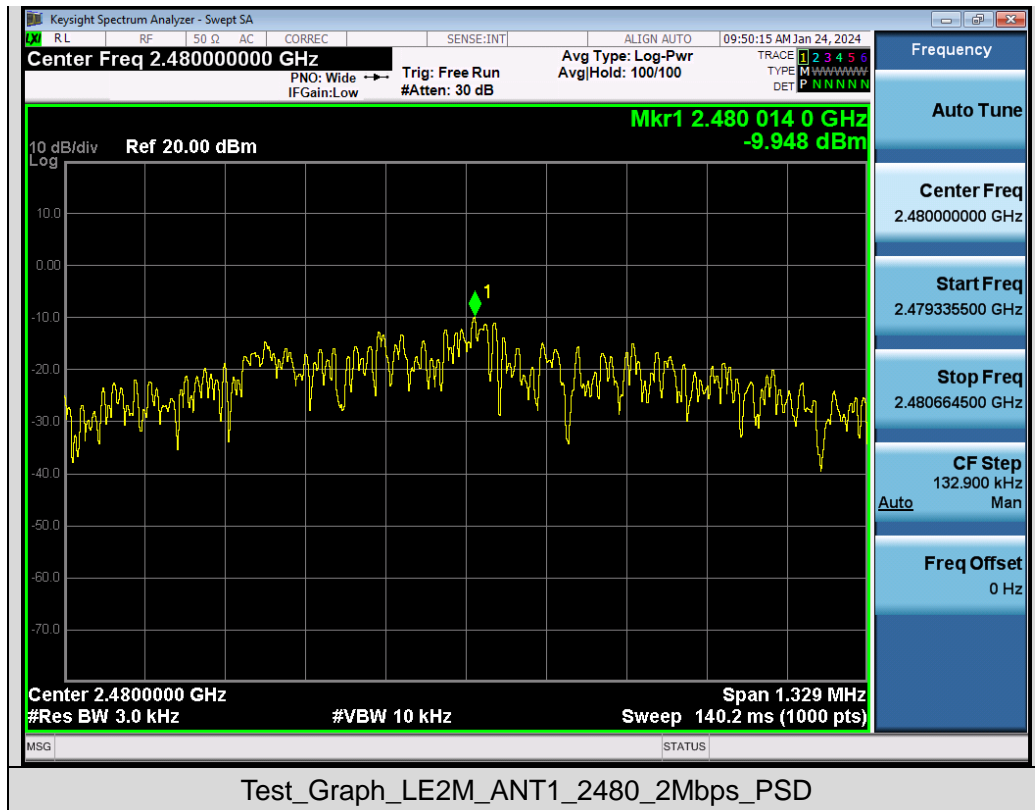 Keysight Spectrum Analyzer - Swept SA
LXI RL RF 50 Ω AC CORREC SENSE:INT ALIGN AUTO 09:50:15 AM Jan 24, 2024
Center Freq 2.480000000 GHz
PNO: Wide
IFGain:Low
Trig: Free Run
#Atten: 30 dB
Avg Type: Log-Pwr
Avg|Hold: 100/100
TRACE 1 2 3 4 5 6
TYPE M WWWWW
DET P N N N N N
Mkr1 2.480 014 0 GHz
-9.948 dBm
10 dB/div Ref 20.00 dBm
Log
10.0
0.00
1
-10.0
-20.0
-30.0
-40.0
-50.0
-60.0
-70.0
Center 2.4800000 GHz Span 1.329 MHz
#Res BW 3.0 kHz #VBW 10 kHz Sweep 140.2 ms (1000 pts)
MSG STATUS
Frequency
Auto Tune
Center Freq
2.480000000 GHz
Start Freq
2.479335500 GHz
Stop Freq
2.480664500 GHz
CF Step
132.900 kHz
Auto Man
Freq Offset
0 Hz
Test_Graph_LE2M_ANT1_2480_2Mbps_PSD